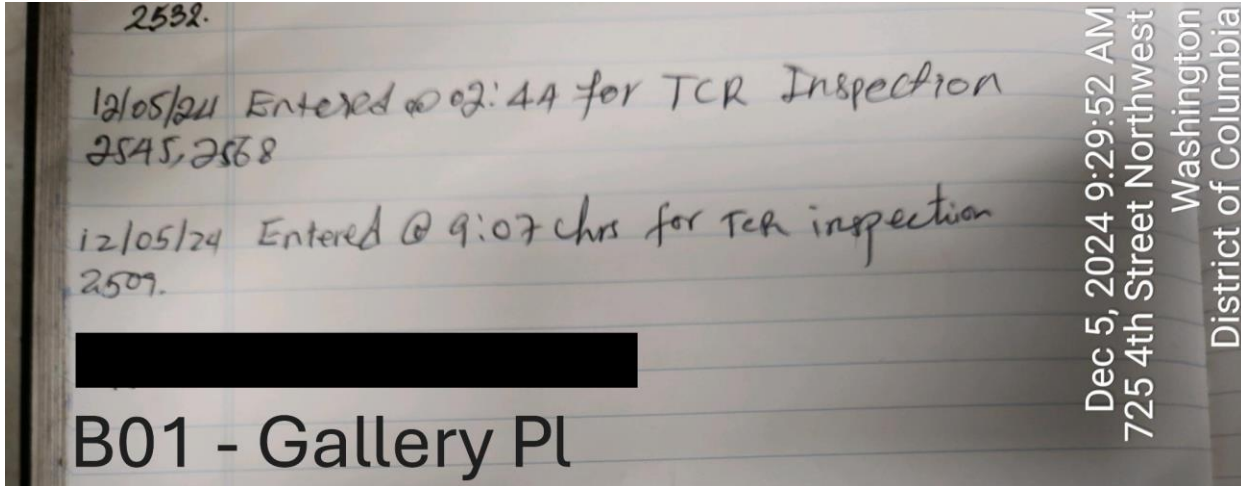 2532.
12/05/24 Entered @ 02:44 for TCR Inspection
2545, 2568
12/05/24 Entered @ 9:07 chrs for TCR inspection
2509.
B01 - Gallery Pl
Dec 5, 2024 9:29:52 AM
725 4th Street Northwest
Washington
District of Columbia